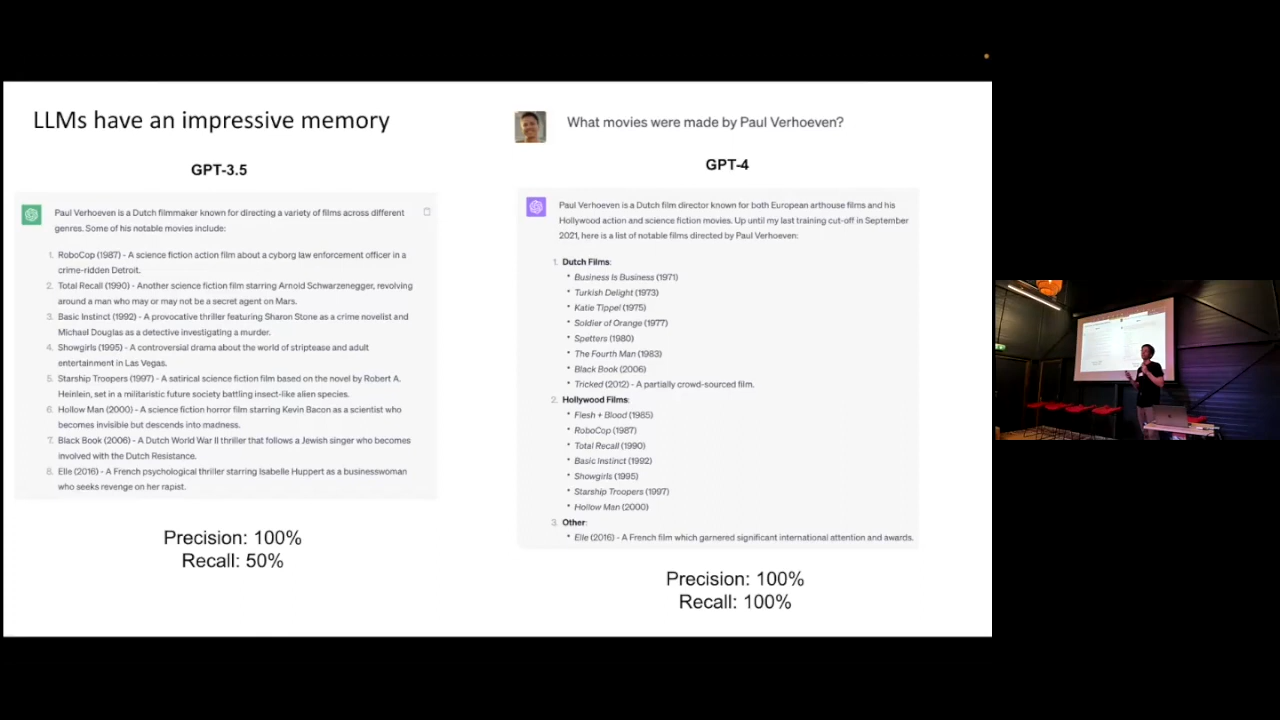 LLMs have an impressive memory
GPT-3.5
Paul Verhoeven is a Dutch filmmaker known for directing a variety of films across different
genres. Some of his notable movies include:
1. RoboCop (1987) - A science fiction action film about a cyborg law enforcement officer in a
crime-ridden Detroit.
2. Total Recall (1990) - Another science fiction film starring Arnold Schwarzenegger, revolving
around a man who may or may not be a secret agent on Mars.
3. Basic Instinct (1992) - A provocative thriller featuring Sharon Stone as a crime novelist and
Michael Douglas as a detective investigating a murder.
4. Showgirls (1995) - A controversial drama about the world of striptease and adult
entertainment in Las Vegas.
5. Starship Troopers (1997) - A satirical science fiction film based on the novel by Robert A.
Heinlein, set in a militaristic future society battling insect-like alien species.
6. Hollow Man (2000) - A science fiction horror film starring Kevin Bacon as a scientist who
becomes invisible but descends into madness.
7. Black Book (2006) - A Dutch World War II thriller that follows a Jewish singer who becomes
involved with the Dutch Resistance.
8. Elle (2016) - A French psychological thriller starring Isabelle Huppert as a businesswoman
who seeks revenge on her rapist.
Precision: 100%
Recall: 50%
What movies were made by Paul Verhoeven?
GPT-4
Paul Verhoeven is a Dutch film director known for both European arthouse films and his
Hollywood action and science fiction movies. Up until my last training cut-off in September
2021, here is a list of notable films directed by Paul Verhoeven:
1. Dutch Films:
• Business Is Business (1971)
• Turkish Delight (1973)
• Katie Tippel (1975)
• Soldier of Orange (1977)
• Spetters (1980)
• The Fourth Man (1983)
• Black Book (2006)
• Tricked (2012) - A partially crowd-sourced film.
2. Hollywood Films:
• Flesh + Blood (1985)
• RoboCop (1987)
• Total Recall (1990)
• Basic Instinct (1992)
• Showgirls (1995)
• Starship Troopers (1997)
• Hollow Man (2000)
3. Other:
• Elle (2016) - A French film which garnered significant international attention and awards.
Precision: 100%
Recall: 100%